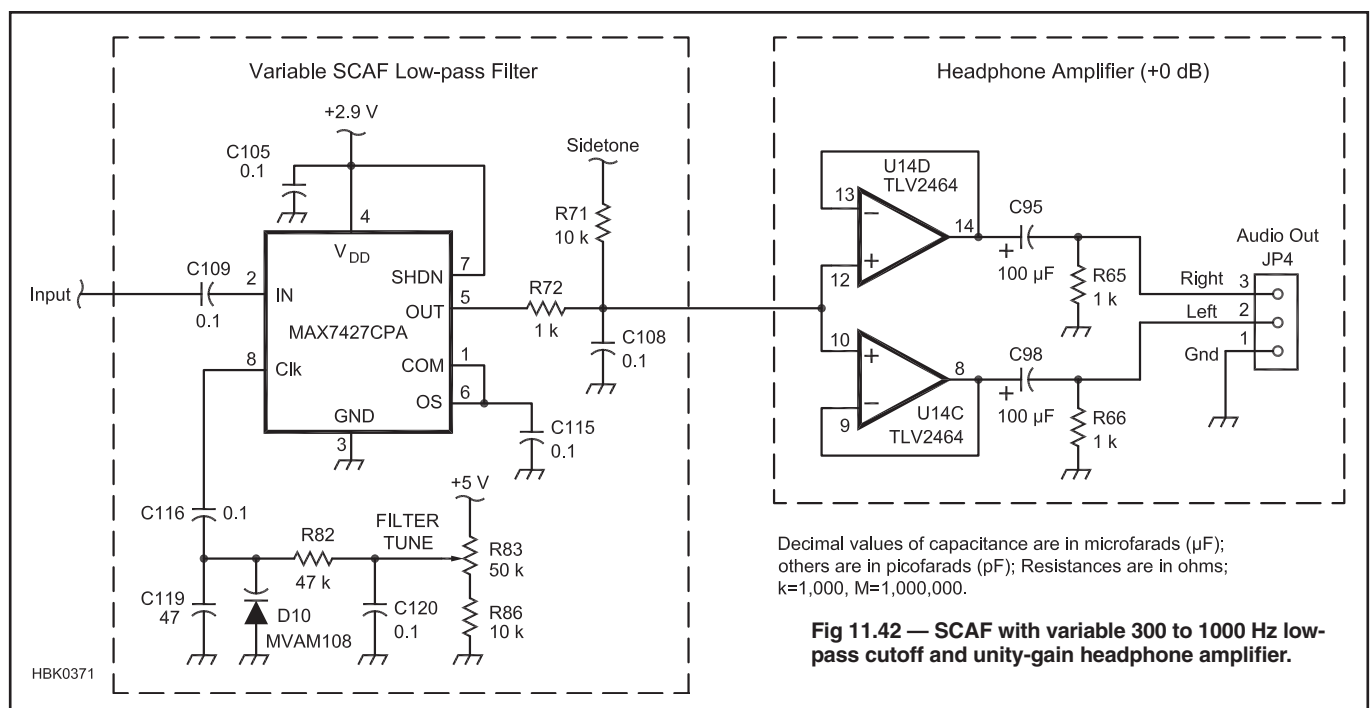 Variable SCAF Low-pass Filter
+2.9 V
C105
0.1
4
V DD
SHDN
7
C109
0.1
Input
2
IN
OUT
5
MAX7427CPA
8
Clk
COM
1
OS
6
GND
3
C115
0.1
Sidetone
R71
10 k
R72
1 k
C108
0.1
C116
0.1
C119
47
D10
MVAM108
R82
47 k
FILTER
TUNE
C120
0.1
+5 V
R83
50 k
R86
10 k
HBK0371
Headphone Amplifier (+0 dB)
U14D
TLV2464
13
−
+
12
14
C95
+
100 µF
R65
1 k
10
+
−
9
8
U14C
TLV2464
C98
+
100 µF
R66
1 k
Audio Out
JP4
Right
3
Left
2
Gnd
1
Decimal values of capacitance are in microfarads (µF);
others are in picofarads (pF); Resistances are in ohms;
k=1,000, M=1,000,000.
Fig 11.42 — SCAF with variable 300 to 1000 Hz low-
pass cutoff and unity-gain headphone amplifier.